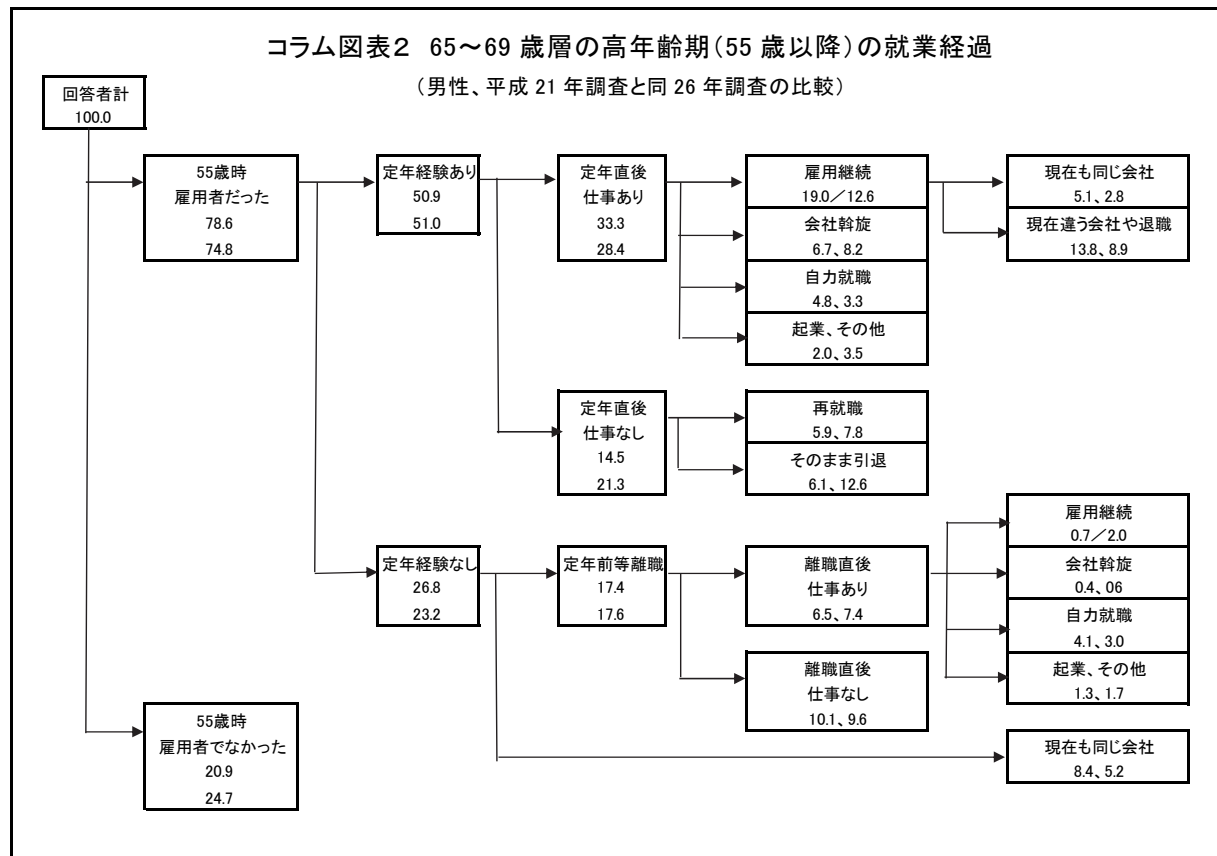 コラム図表2 65～69 歳層の高年齢期(55 歳以降)の就業経過
(男性、平成 21 年調査と同 26 年調査の比較)
回答者計
100.0
55歳時
雇用者だった
78.6
74.8
定年経験あり
50.9
51.0
定年直後
仕事あり
33.3
28.4
雇用継続
19.0／12.6
会社斡旋
6.7、8.2
自力就職
4.8、3.3
起業、その他
2.0、3.5
現在も同じ会社
5.1、2.8
現在違う会社や退職
13.8、8.9
定年直後
仕事なし
14.5
21.3
再就職
5.9、7.8
そのまま引退
6.1、12.6
定年経験なし
26.8
23.2
定年前等離職
17.4
17.6
離職直後
仕事あり
6.5、7.4
雇用継続
0.7／2.0
会社斡旋
0.4、06
自力就職
4.1、3.0
起業、その他
1.3、1.7
離職直後
仕事なし
10.1、9.6
現在も同じ会社
8.4、5.2
55歳時
雇用者でなかった
20.9
24.7